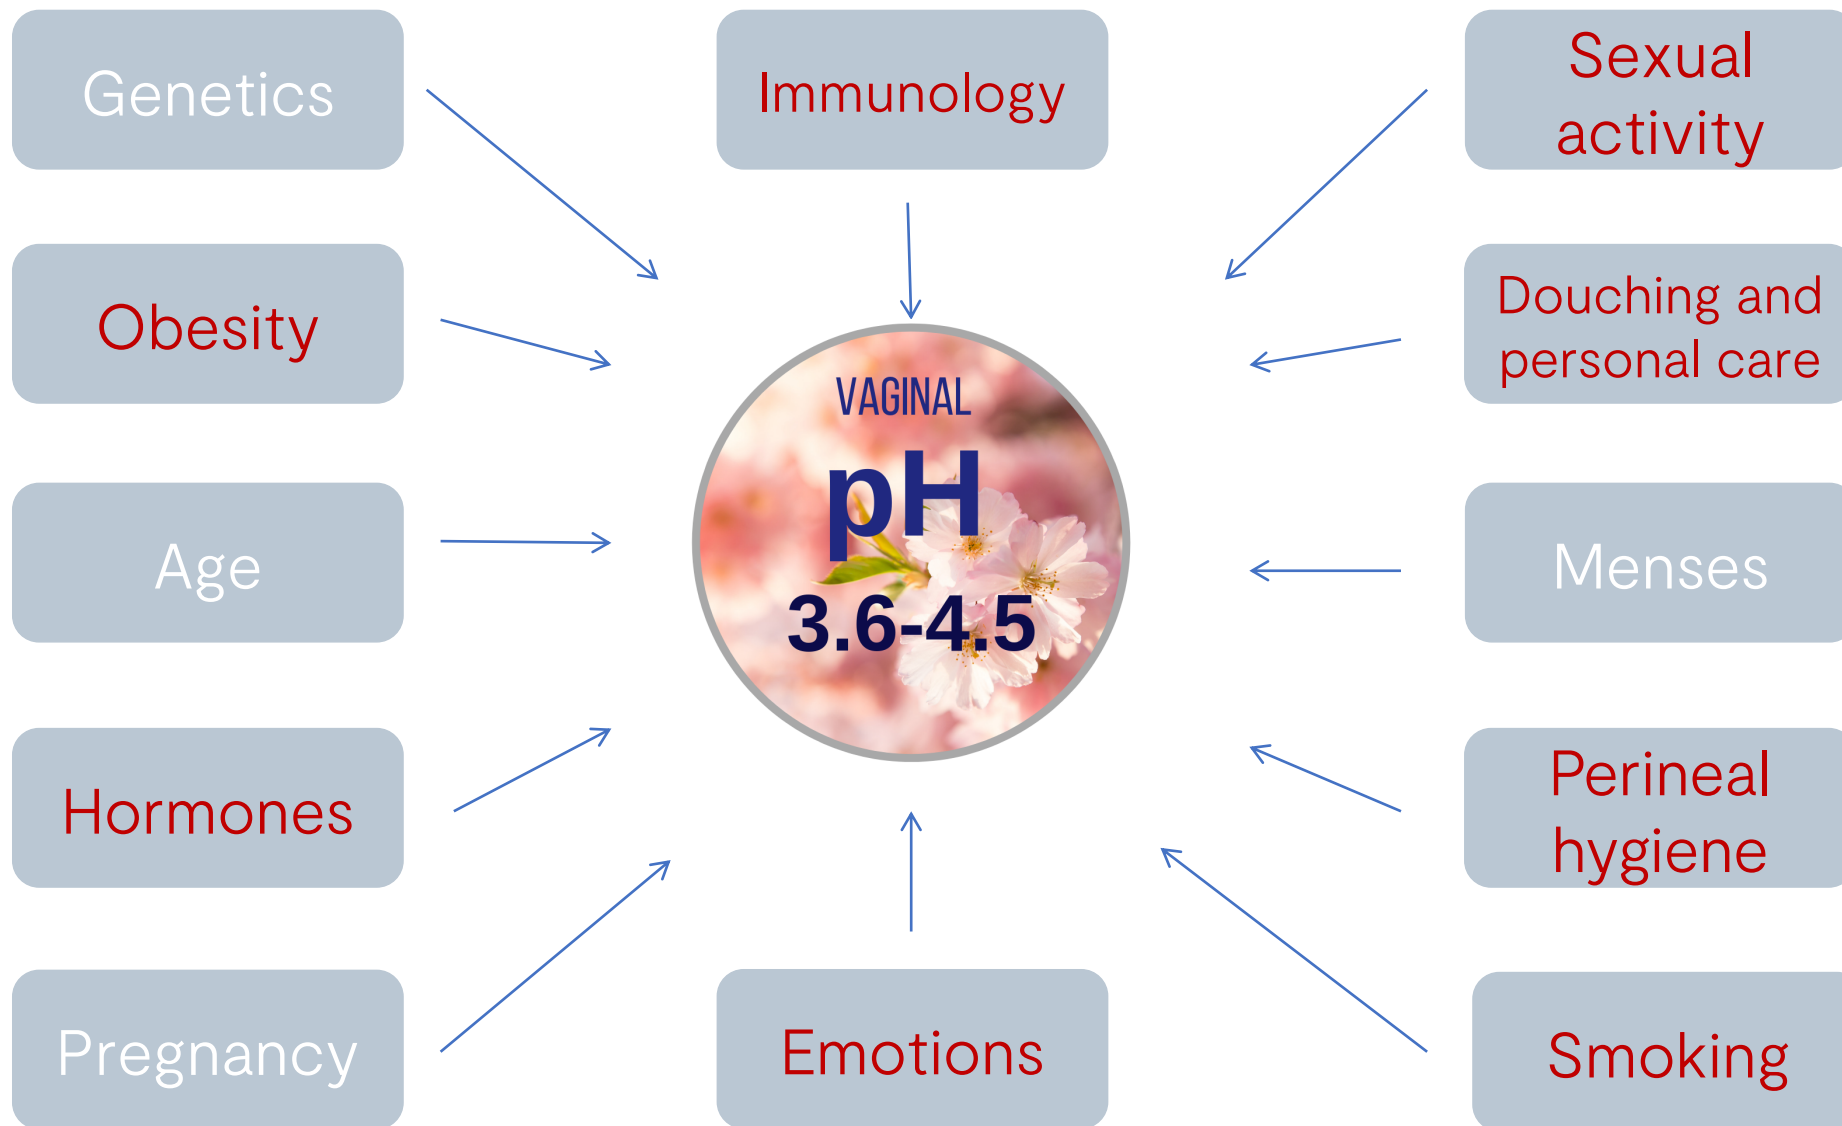 Genetics
Immunology
Sexual
activity
Obesity
Douching and
personal care
VAGINAL
pH
3.6-4.5
Age
Menses
Hormones
Perineal
hygiene
Pregnancy
Emotions
Smoking